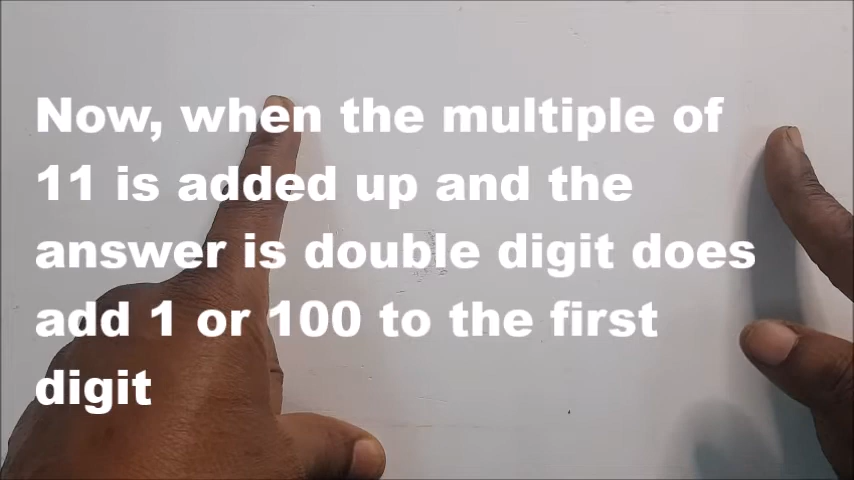 Now, when the multiple of
11 is added up and the
answer is double digit does
add 1 or 100 to the first
digit